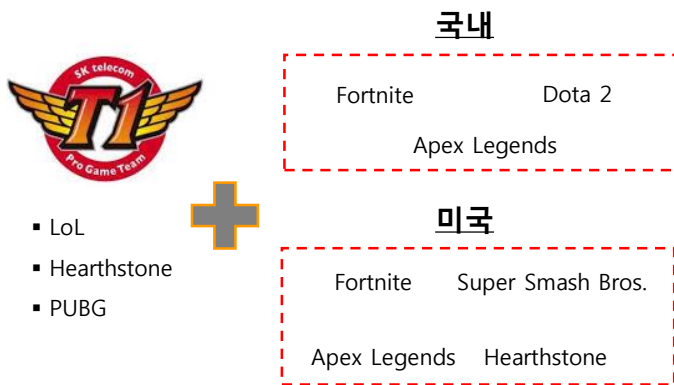 국내
SK telecom
T1
Pro Game Team
Fortnite Dota 2
Apex Legends
▪ LoL
▪ Hearthstone
▪ PUBG
미국
Fortnite Super Smash Bros.
Apex Legends Hearthstone